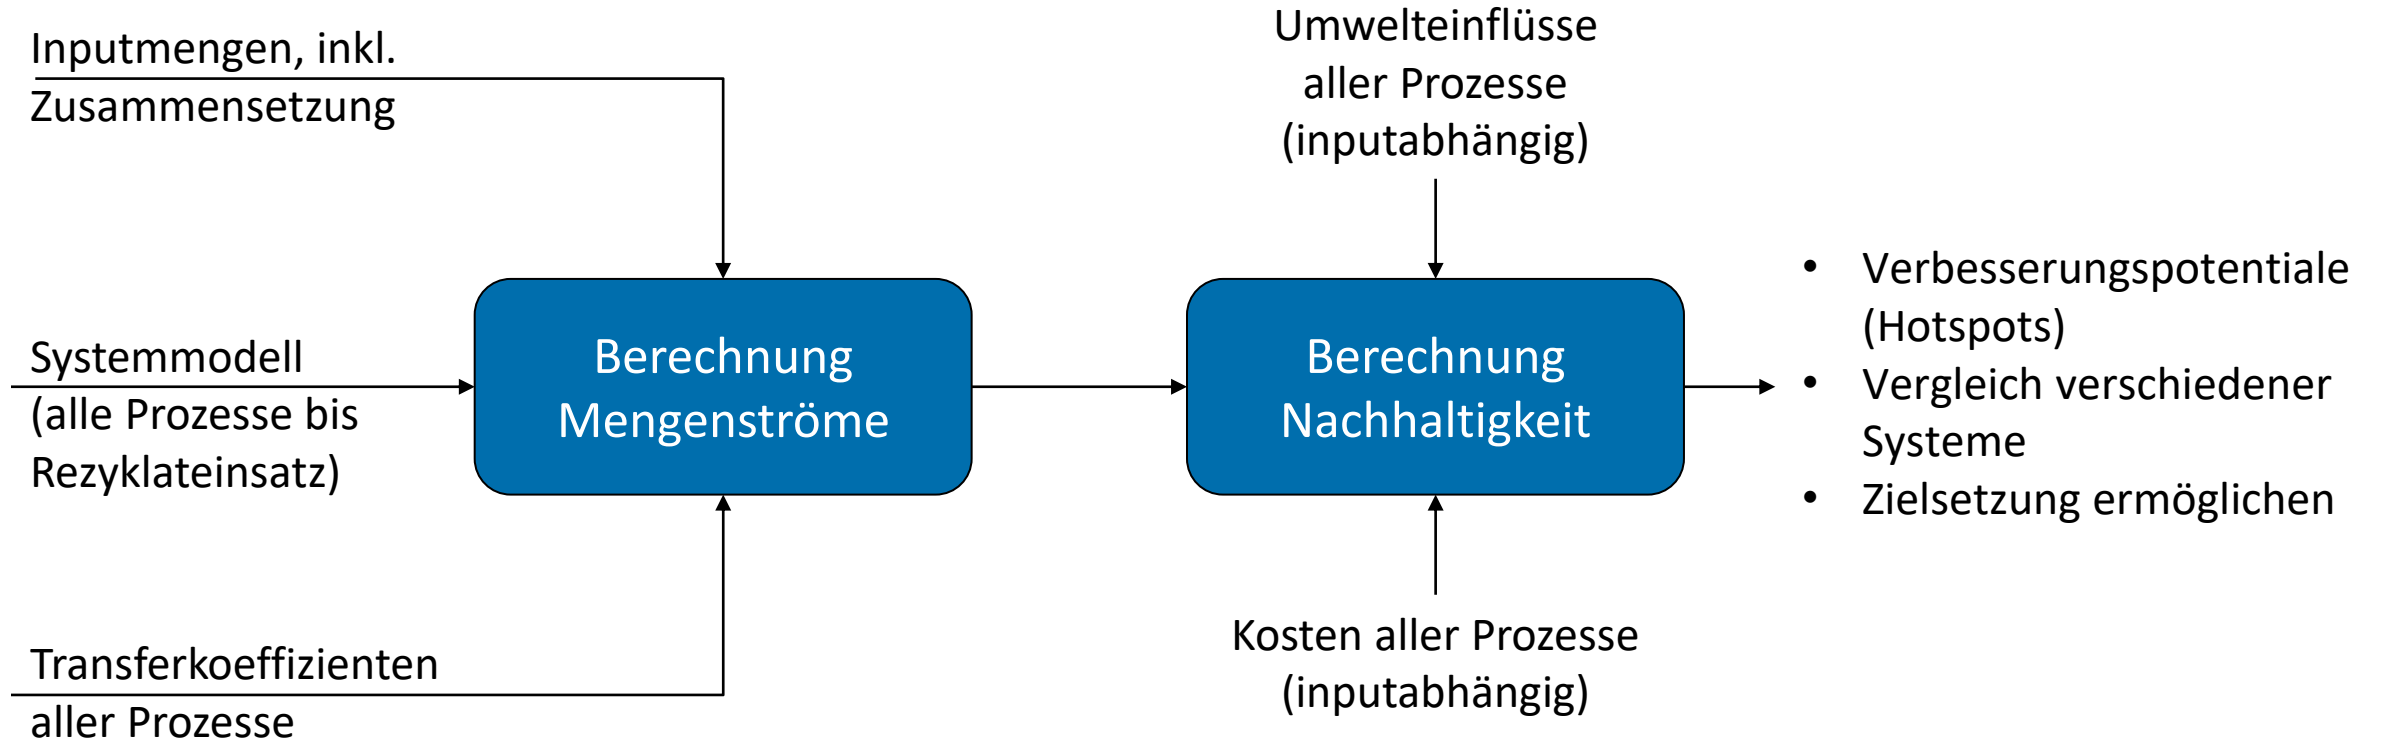 Inputmengen, inkl.
Zusammensetzung
Systemmodell
(alle Prozesse bis
Rezyklateinsatz)
Transferkoeffizienten
aller Prozesse
Berechnung
Mengenströme
Umwelteinflüsse
aller Prozesse
(inputabhängig)
Berechnung
Nachhaltigkeit
Kosten aller Prozesse
(inputabhängig)
• Verbesserungspotentiale
(Hotspots)
• Vergleich verschiedener
Systeme
• Zielsetzung ermöglichen